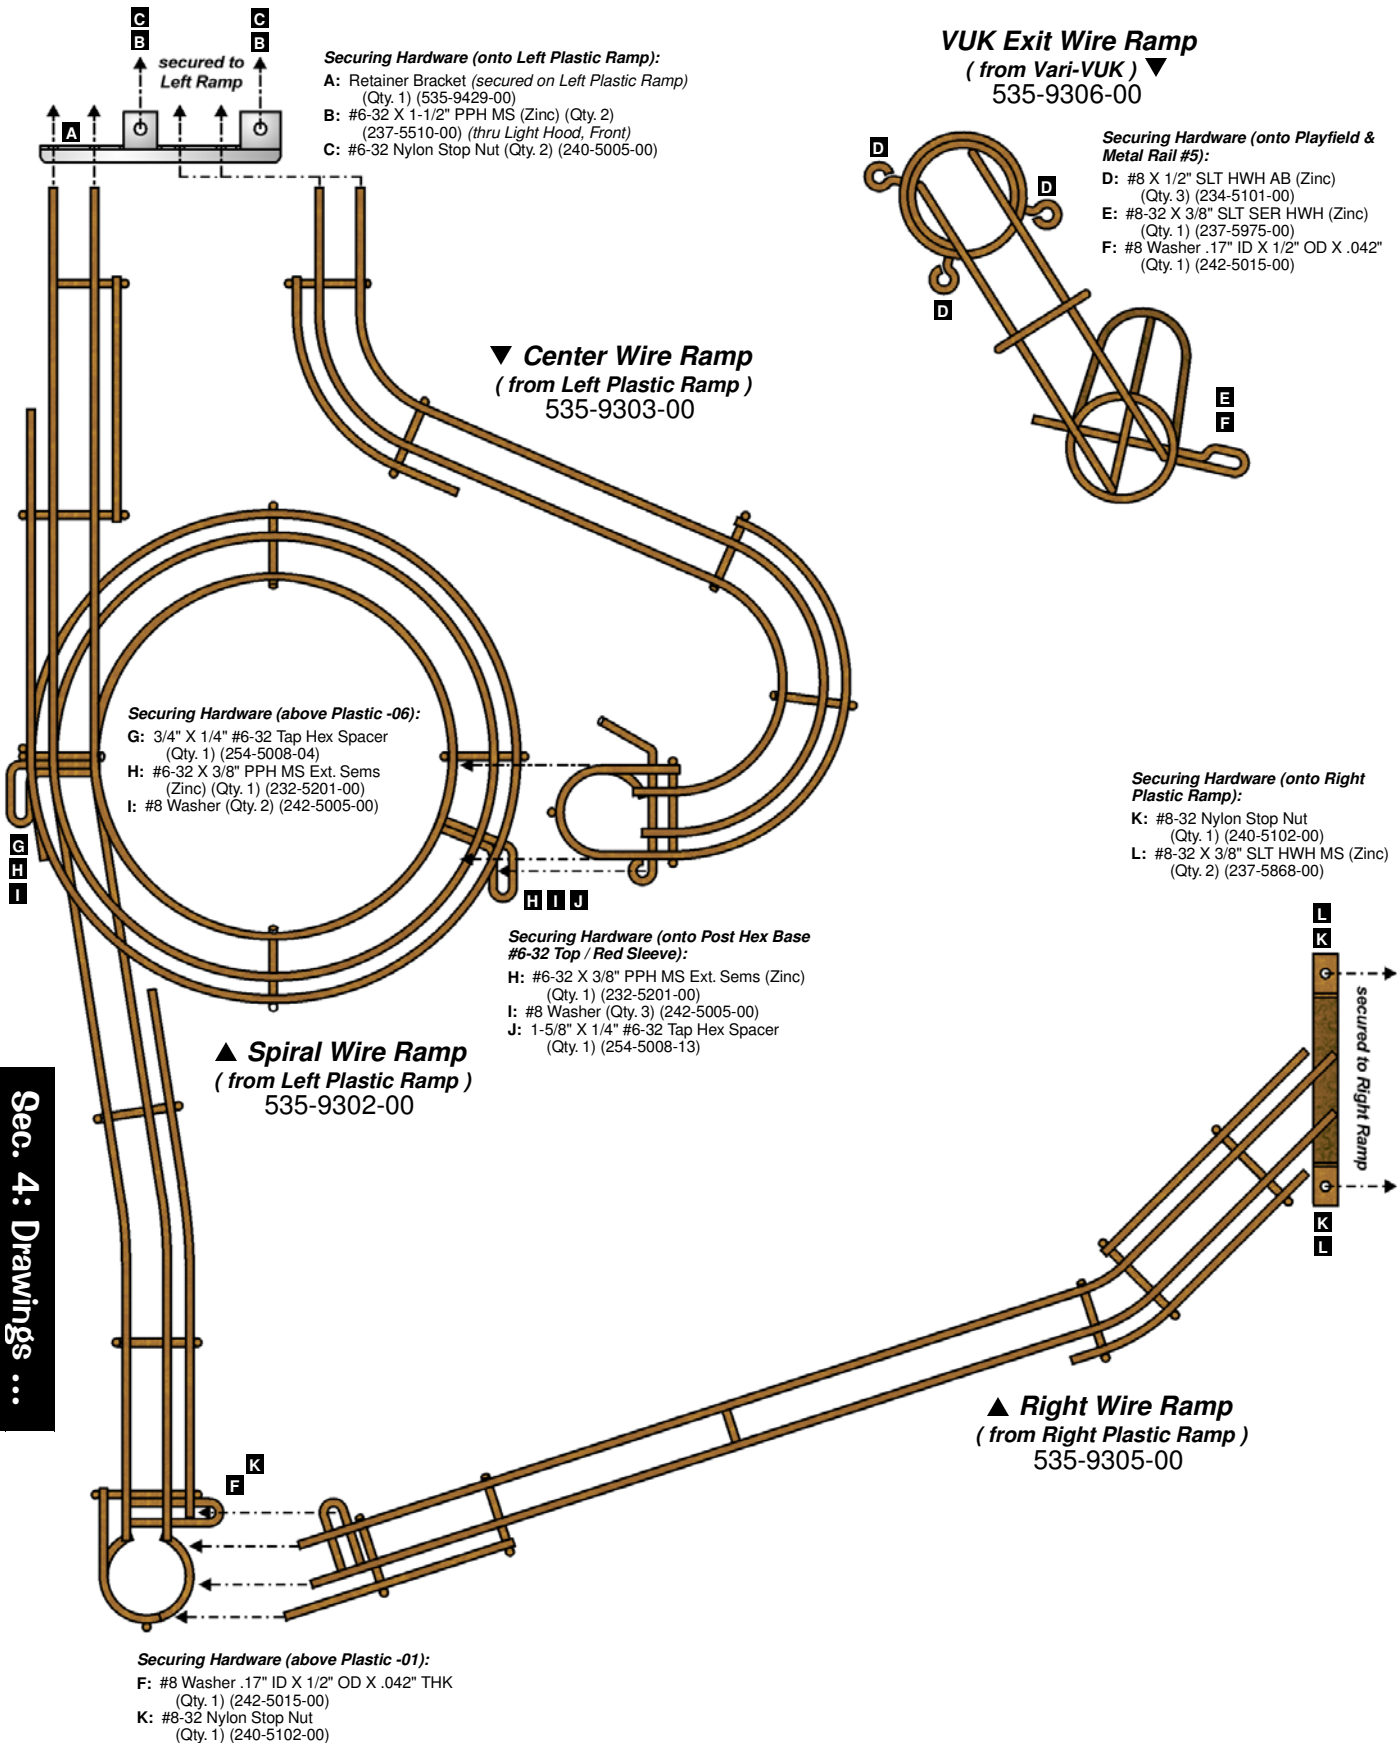 C
B
C
B
secured to
Left Ramp
A
Securing Hardware (onto Left Plastic Ramp):
A: Retainer Bracket (secured on Left Plastic Ramp)
(Qty. 1) (535-9429-00)
B: #6-32 X 1-1/2" PPH MS (Zinc) (Qty. 2)
(237-5510-00) (thru Light Hood, Front)
C: #6-32 Nylon Stop Nut (Qty. 2) (240-5005-00)
VUK Exit Wire Ramp
( from Vari-VUK ) ▼
535-9306-00
Securing Hardware (onto Playfield &
Metal Rail #5):
D: #8 X 1/2" SLT HWH AB (Zinc)
(Qty. 3) (234-5101-00)
E: #8-32 X 3/8" SLT SER HWH (Zinc)
(Qty. 1) (237-5975-00)
F: #8 Washer .17" ID X 1/2" OD X .042"
(Qty. 1) (242-5015-00)
D
D
D
E
F
▼ Center Wire Ramp
( from Left Plastic Ramp )
535-9303-00
Securing Hardware (above Plastic -06):
G: 3/4" X 1/4" #6-32 Tap Hex Spacer
(Qty. 1) (254-5008-04)
H: #6-32 X 3/8" PPH MS Ext. Sems
(Zinc) (Qty. 1) (232-5201-00)
I: #8 Washer (Qty. 2) (242-5005-00)
G
H
I
H I J
Securing Hardware (onto Post Hex Base
#6-32 Top / Red Sleeve):
H: #6-32 X 3/8" PPH MS Ext. Sems (Zinc)
(Qty. 1) (232-5201-00)
I: #8 Washer (Qty. 3) (242-5005-00)
J: 1-5/8" X 1/4" #6-32 Tap Hex Spacer
(Qty. 1) (254-5008-13)
Securing Hardware (onto Right
Plastic Ramp):
K: #8-32 Nylon Stop Nut
(Qty. 1) (240-5102-00)
L: #8-32 X 3/8" SLT HWH MS (Zinc)
(Qty. 2) (237-5868-00)
L
K
secured to Right Ramp
K
L
▲ Spiral Wire Ramp
( from Left Plastic Ramp )
535-9302-00
Sec. 4: Drawings ...
▲ Right Wire Ramp
( from Right Plastic Ramp )
535-9305-00
K
F
Securing Hardware (above Plastic -01):
F: #8 Washer .17" ID X 1/2" OD X .042" THK
(Qty. 1) (242-5015-00)
K: #8-32 Nylon Stop Nut
(Qty. 1) (240-5102-00)